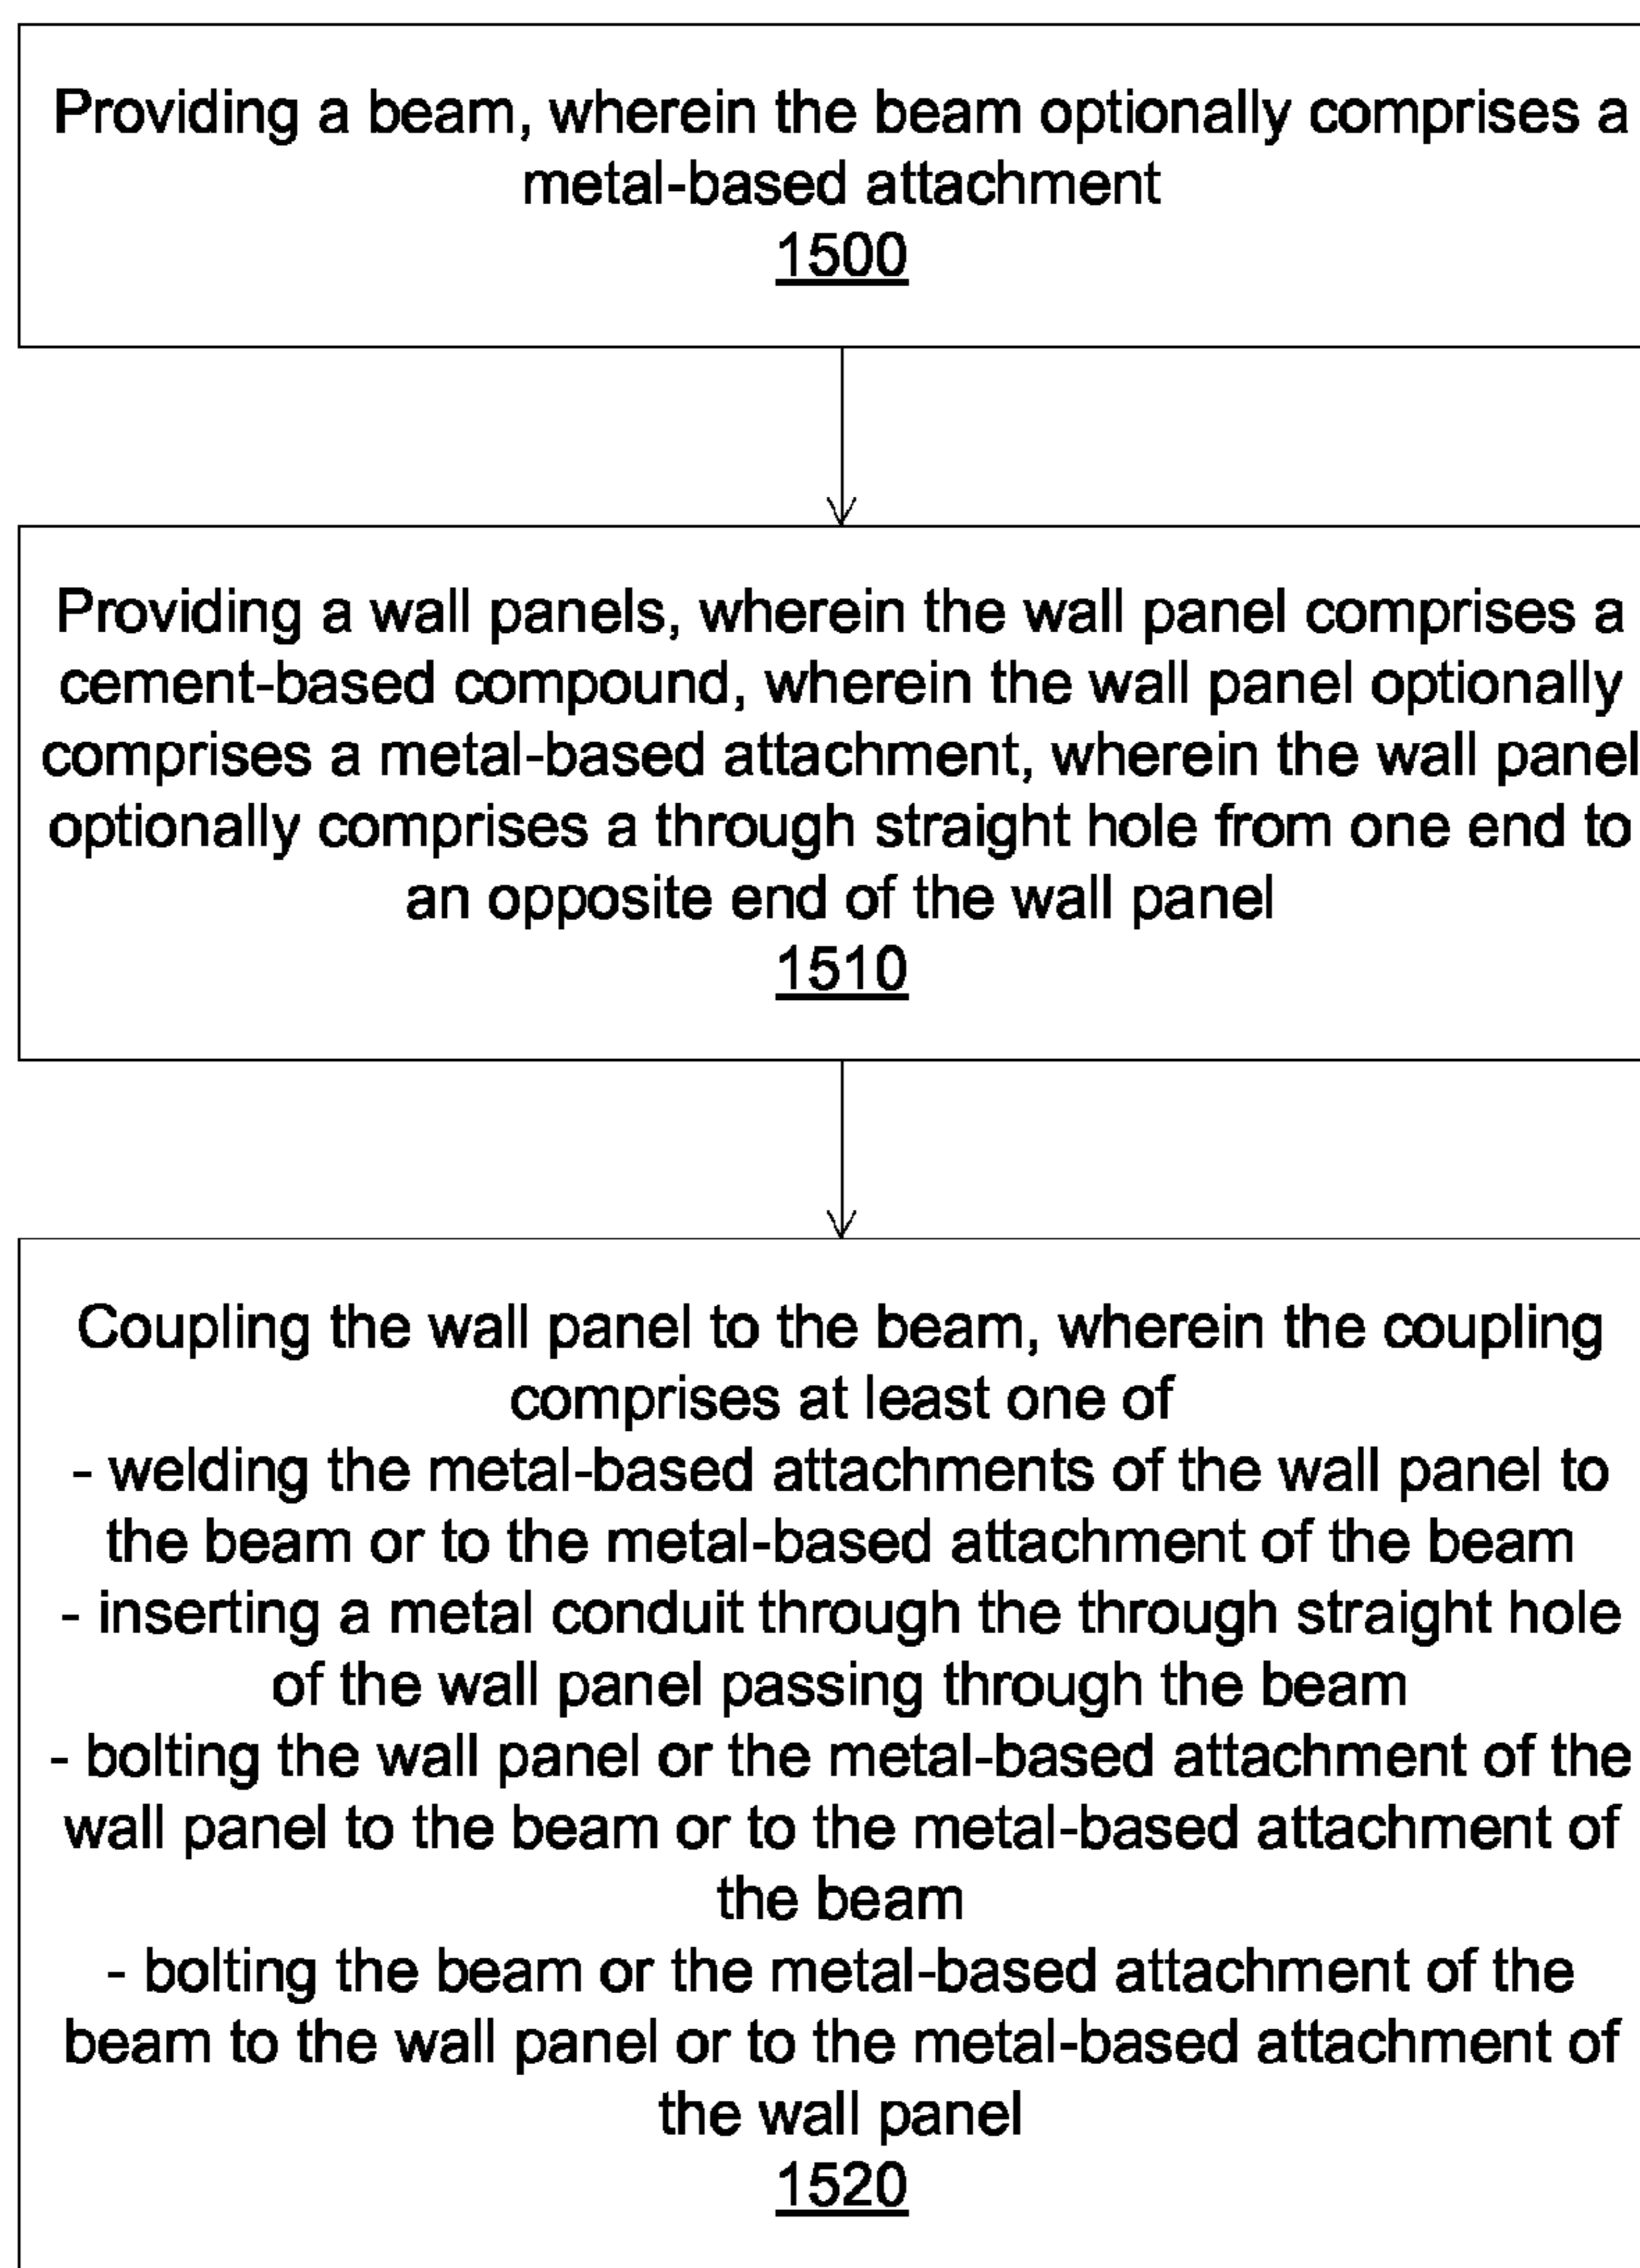 Providing a beam, wherein the beam optionally comprises a
metal-based attachment
1500
Providing a wall panels, wherein the wall panel comprises a
cement-based compound, wherein the wall panel optionally
comprises a metal-based attachment, wherein the wall panel
optionally comprises a through straight hole from one end to
an opposite end of the wall panel
1510
Coupling the wall panel to the beam, wherein the coupling
comprises at least one of
- welding the metal-based attachments of the wall panel to
the beam or to the metal-based attachment of the beam
- inserting a metal conduit through the through straight hole
of the wall panel passing through the beam
- bolting the wall panel or the metal-based attachment of the
wall panel to the beam or to the metal-based attachment of
the beam
- bolting the beam or the metal-based attachment of the
beam to the wall panel or to the metal-based attachment of
the wall panel
1520